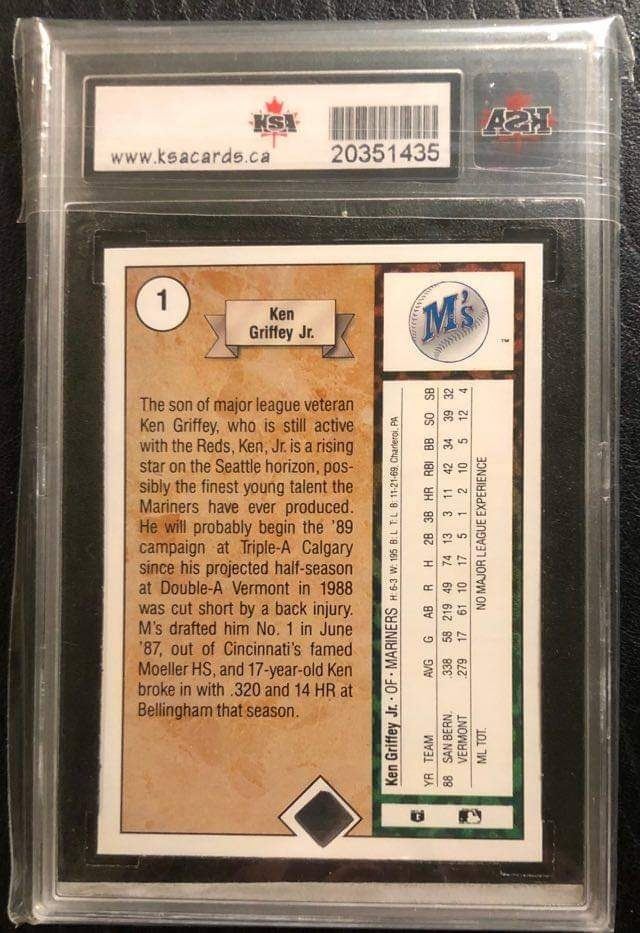 KSA
www.ksacards.ca
20351435
KSA
1
Ken
Griffey Jr.
M's
TM
The son of major league veteran
Ken Griffey, who is still active
with the Reds, Ken, Jr. is a rising
star on the Seattle horizon, pos-
sibly the finest young talent the
Mariners have ever produced.
He will probably begin the '89
campaign at Triple-A Calgary
since his projected half-season
at Double-A Vermont in 1988
was cut short by a back injury.
M's drafted him No. 1 in June
'87, out of Cincinnati's famed
Moeller HS, and 17-year-old Ken
broke in with .320 and 14 HR at
Bellingham that season.
Ken Griffey Jr. • OF • MARINERS H: 6-3 W: 195 B: L T: L B: 11-21-69, Charleroi, PA
YR TEAM AVG G AB R H 2B 3B HR RBI BB SO SB
88 SAN BERN. .338 58 219 49 74 13 3 11 42 34 39 32
VERMONT .279 17 61 10 17 5 1 2 10 5 12 4
ML TOT. NO MAJOR LEAGUE EXPERIENCE